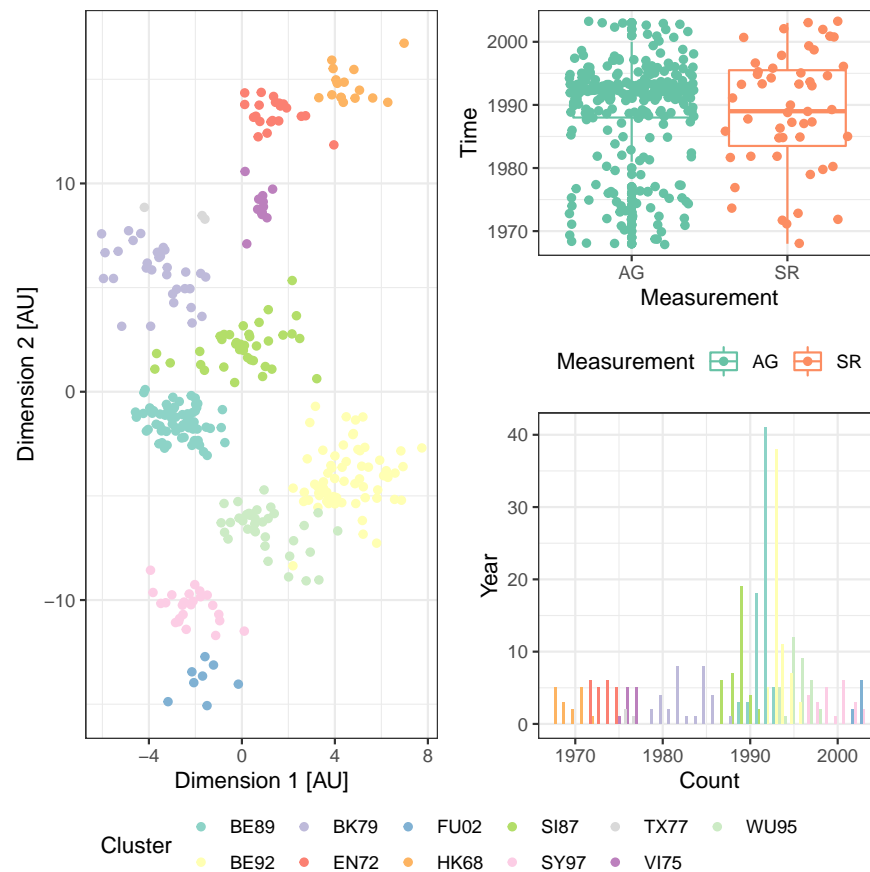 10
0
−10
Dimension 2 [AU]
−4
0
4
8
Dimension 1 [AU]
2000
1990
1980
1970
Time
AG
SR
Measurement
Measurement AG SR
40
30
20
10
0
Year
1970
1980
1990
2000
Count
Cluster
BE89 BK79 FU02 SI87 TX77 WU95
BE92 EN72 HK68 SY97 VI75